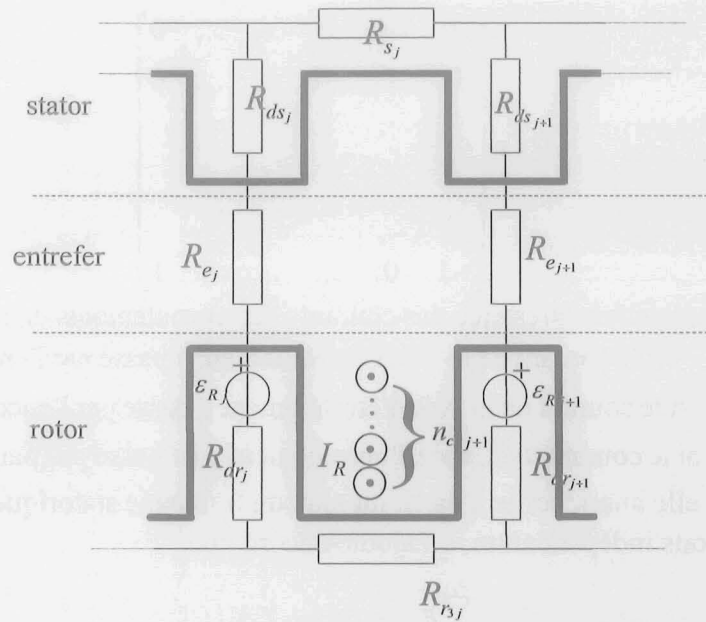 R_{s_j}
R_{ds_j} R_{ds_{j+1}}
stator
entrefer R_{e_j} R_{e_{j+1}}
+ +
ε_{R_j} ε_{R_{j+1}}
rotor n_{c_{j+1}}
R_{dr_j} I_R R_{dr_{j+1}}
R_{r_{3j}}